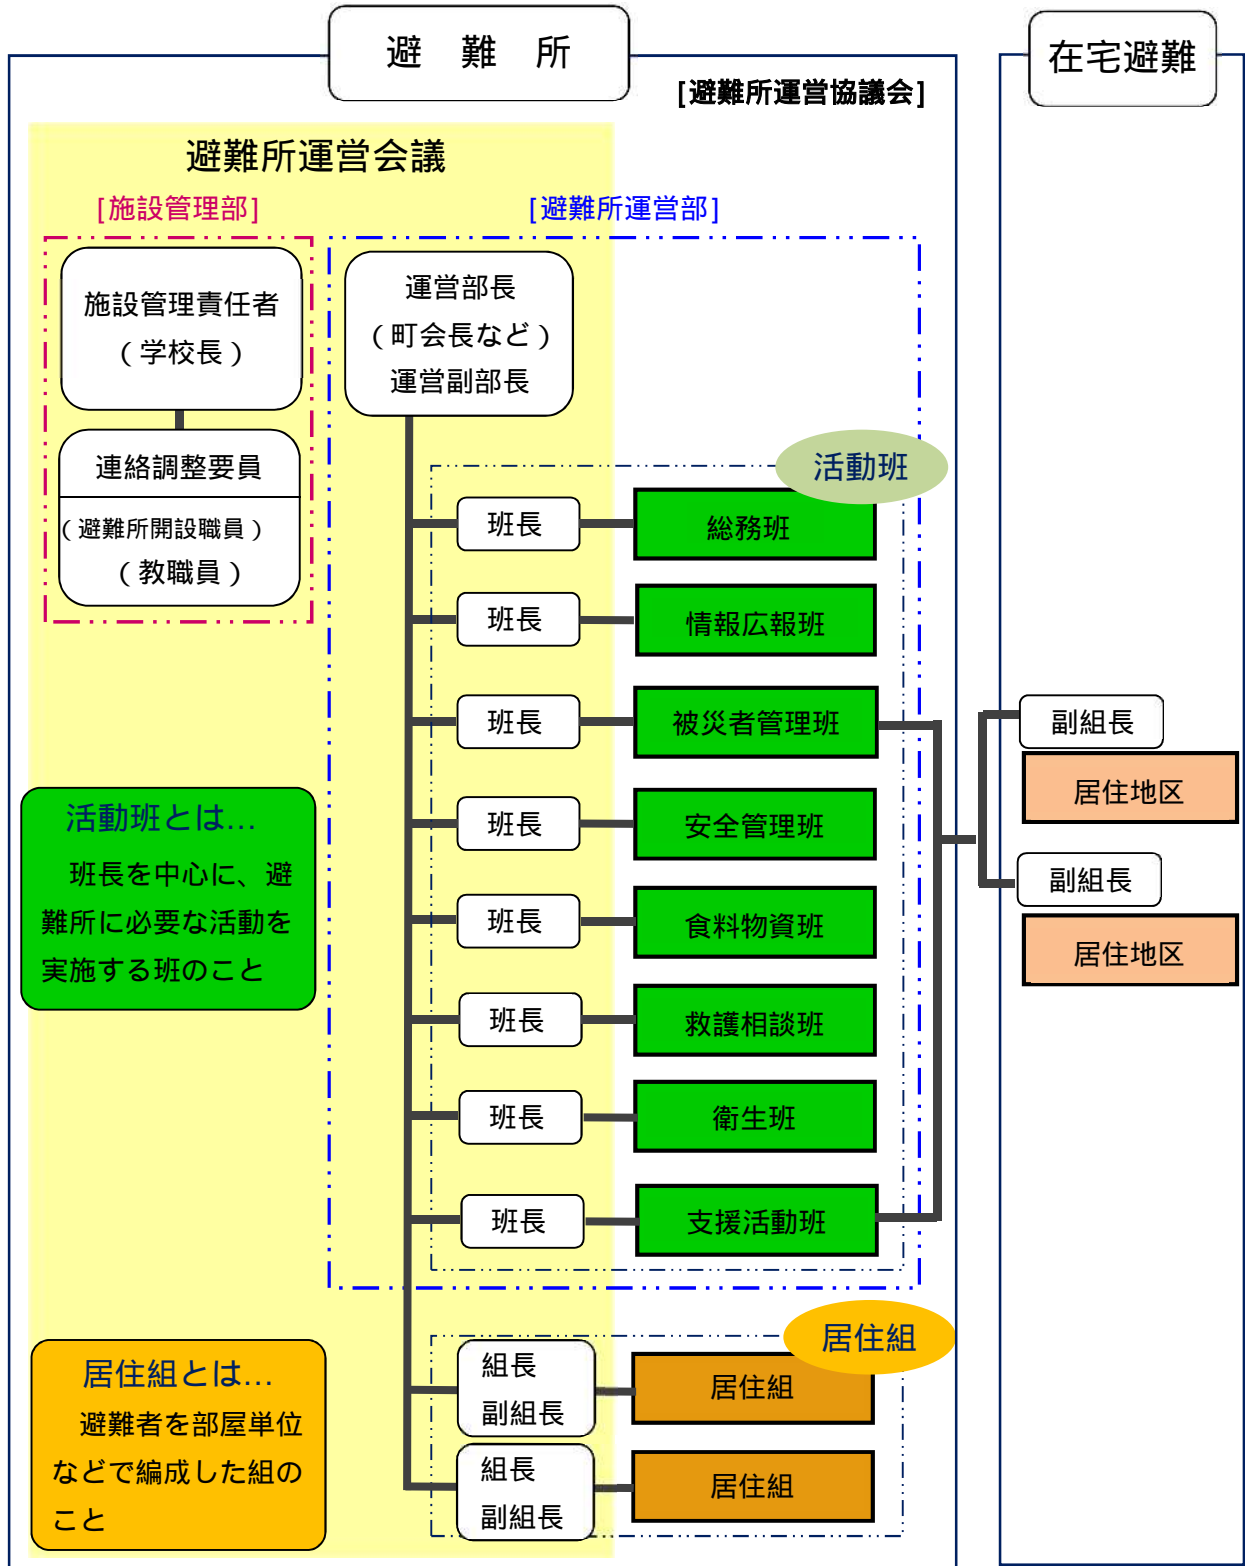 避　難　所
在宅避難
[避難所運営協議会]
避難所運営会議
[施設管理部]
[避難所運営部]
施設管理責任者
（学校長）
連絡調整要員
（避難所開設職員）
（教職員）
運営部長
（町会長など）
運営副部長
活動班
班長
総務班
班長
情報広報班
班長
被災者管理班
班長
安全管理班
班長
食料物資班
班長
救護相談班
班長
衛生班
班長
支援活動班
副組長
居住地区
副組長
居住地区
活動班とは…
班長を中心に、避
難所に必要な活動を
実施する班のこと
居住組
組長
副組長
居住組
組長
副組長
居住組
居住組とは…
避難者を部屋単位
などで編成した組の
こと